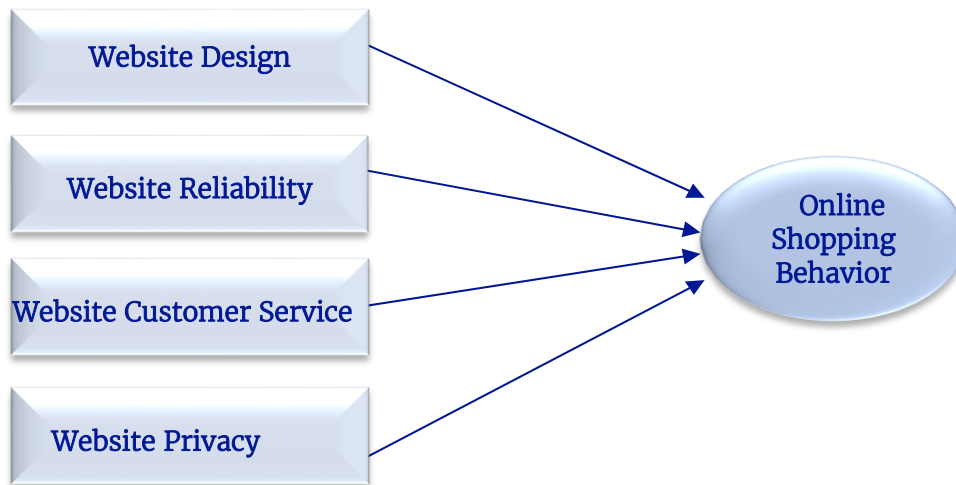 Website Design
Website Reliability
Website Customer Service
Website Privacy
Online
Shopping
Behavior